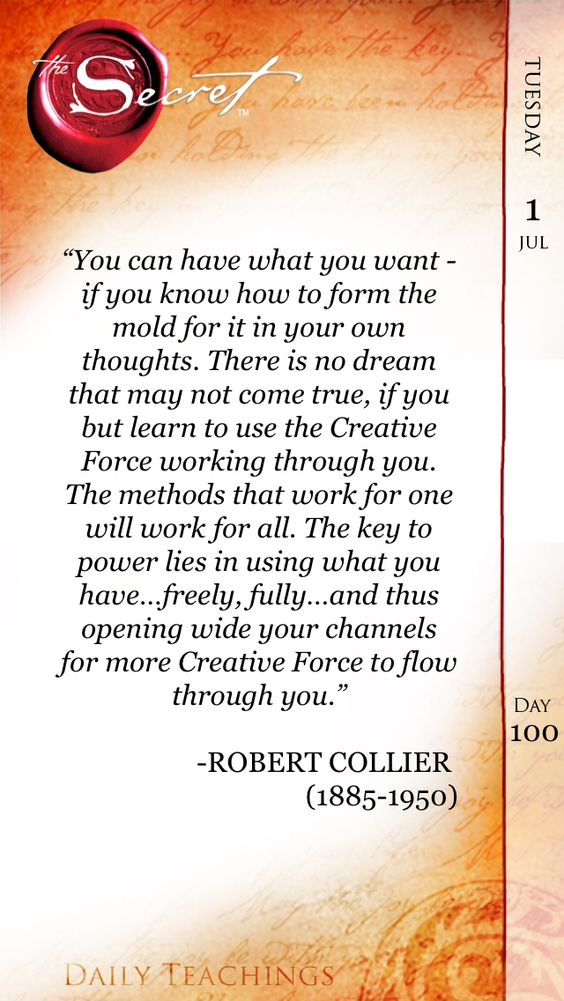 the Secret™
TUESDAY
1
JUL
“You can have what you want -
if you know how to form the
mold for it in your own
thoughts. There is no dream
that may not come true, if you
but learn to use the Creative
Force working through you.
The methods that work for one
will work for all. The key to
power lies in using what you
have...freely, fully...and thus
opening wide your channels
for more Creative Force to flow
through you.”
-ROBERT COLLIER
(1885-1950)
DAY
100
DAILY TEACHINGS